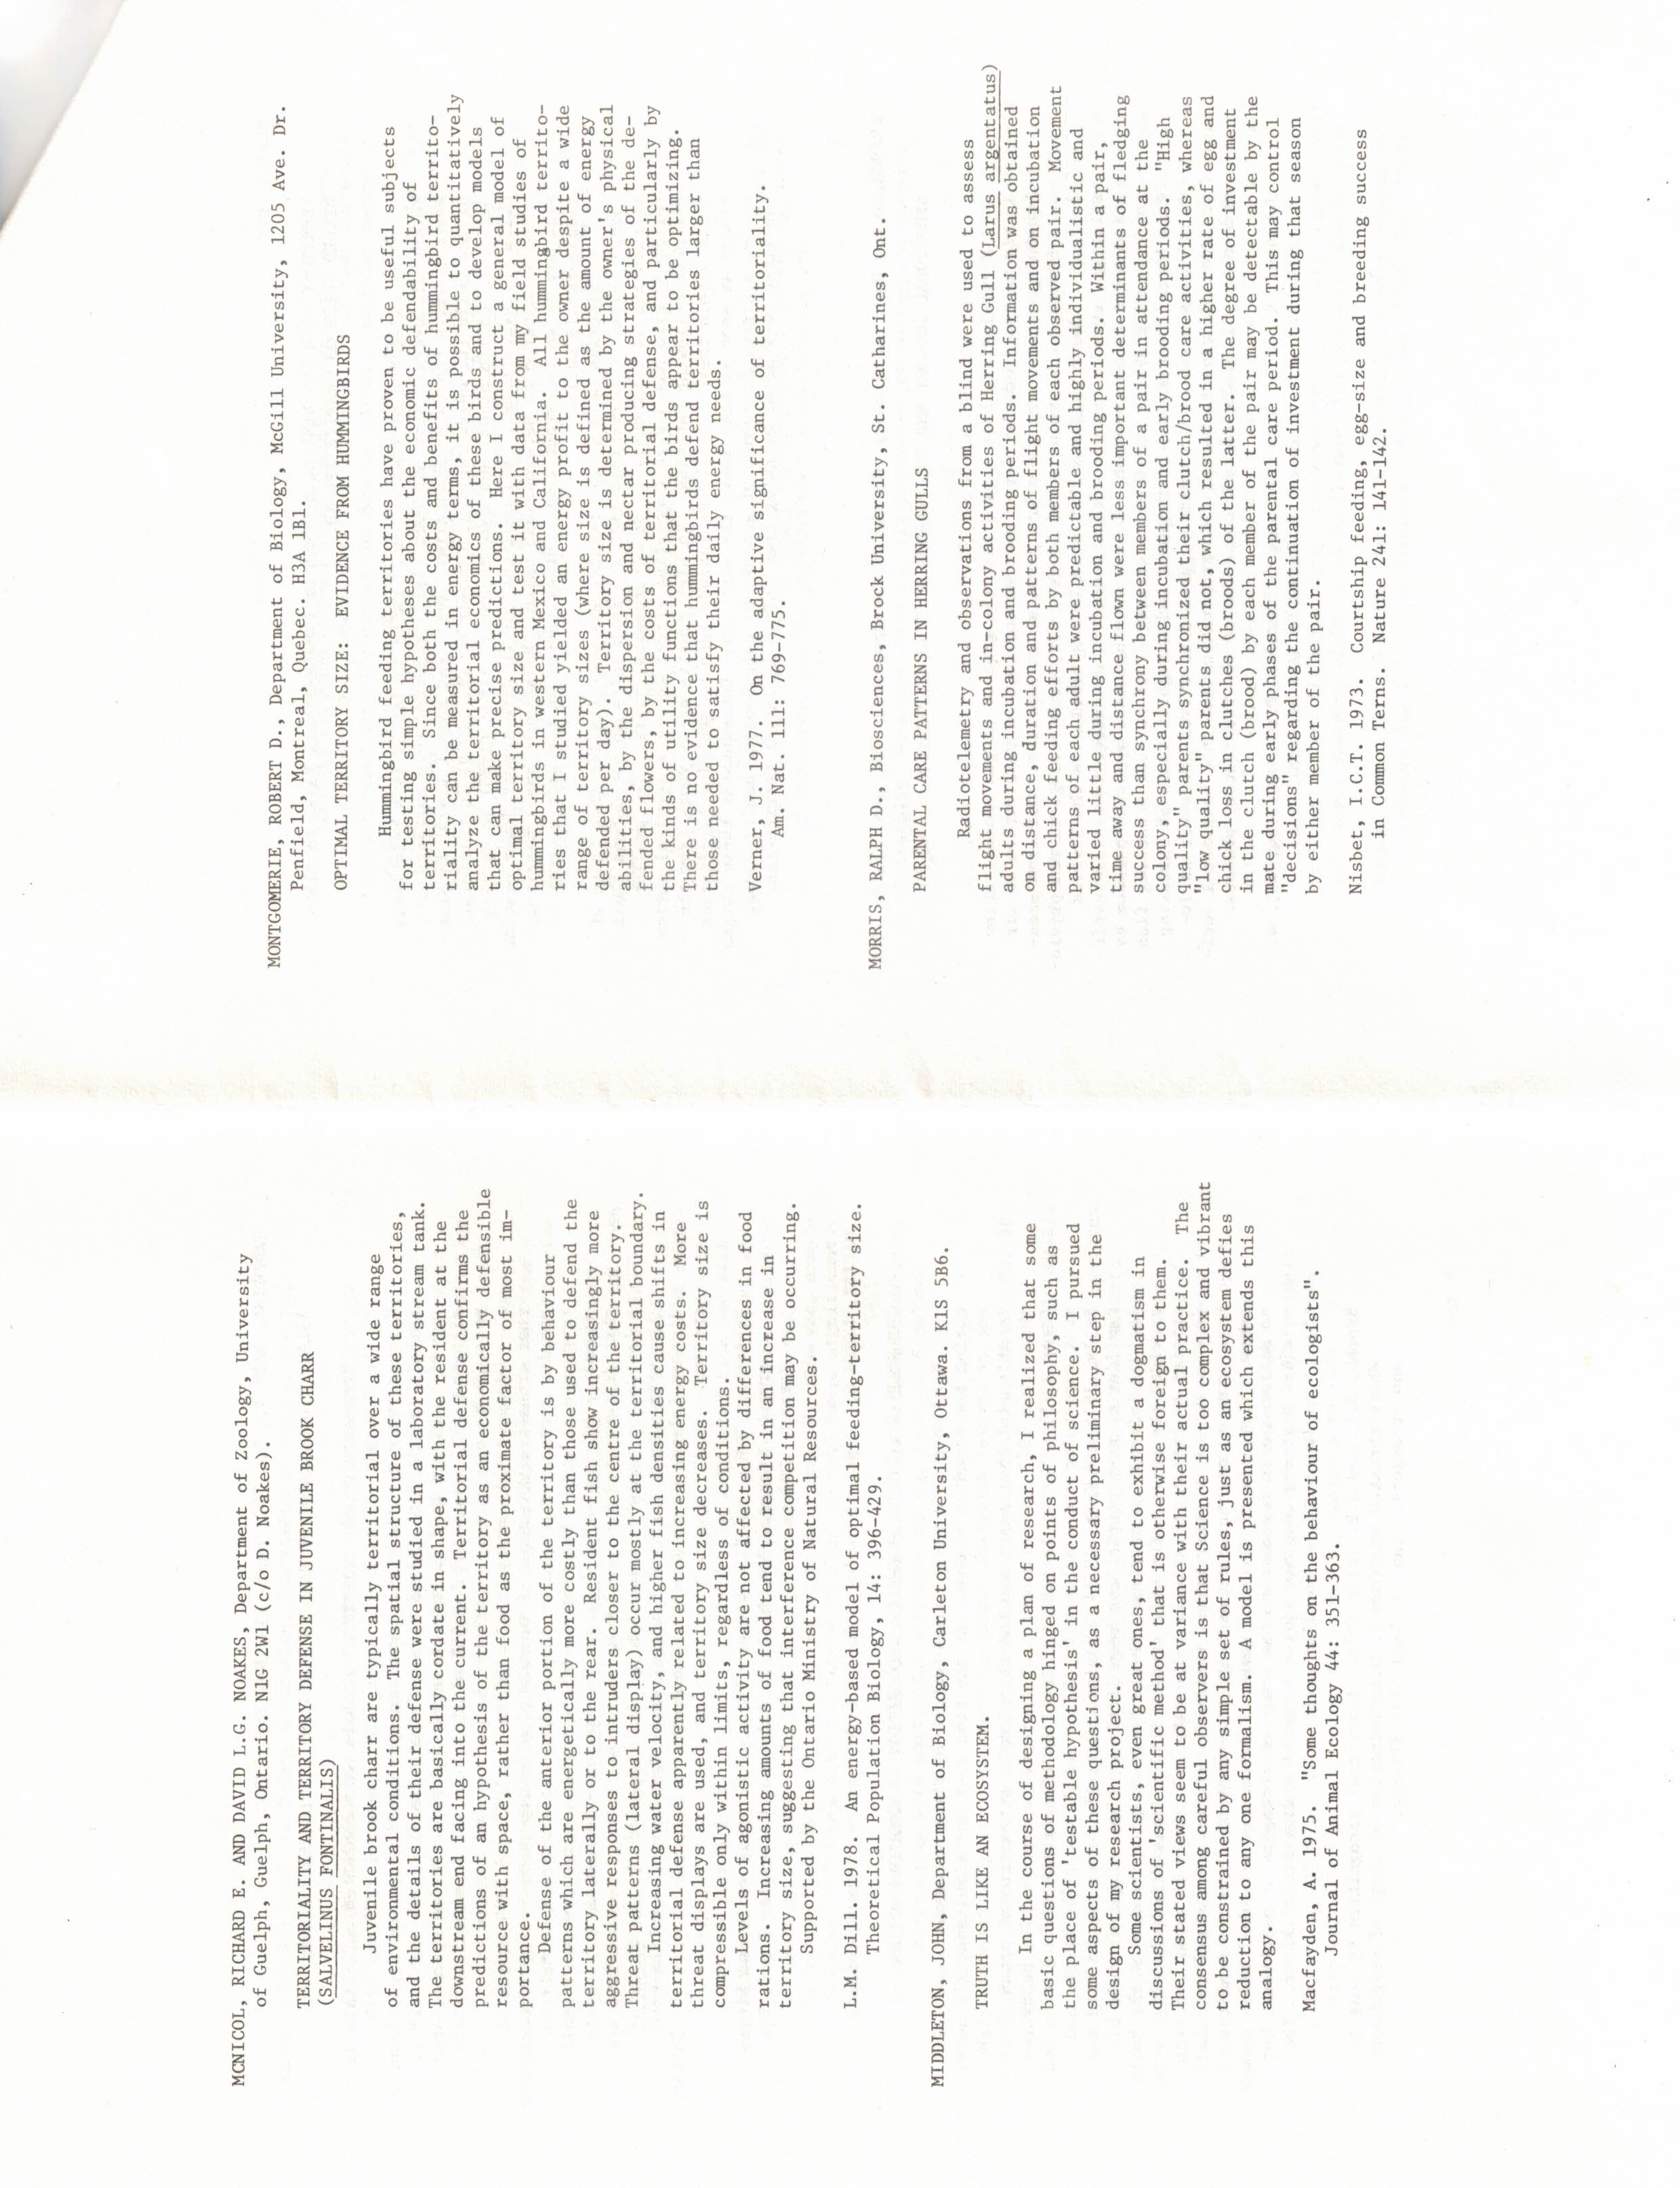 MCNICOL, RICHARD E. AND DAVID L.G. NOAKES, Department of Zoology, University
of Guelph, Guelph, Ontario. N1G 2W1 (c/o D. Noakes).
TERRITORIALITY AND TERRITORY DEFENSE IN JUVENILE BROOK CHARR
(SALVELINUS FONTINALIS)
Juvenile brook charr are typically territorial over a wide range
of environmental conditions. The spatial structure of these territories,
and the details of their defense were studied in a laboratory stream tank.
The territories are basically cordate in shape, with the resident at the
downstream end facing into the current. Territorial defense confirms the
predictions of an hypothesis of the territory as an economically defensible
resource with space, rather than food as the proximate factor of most im-
portance.
Defense of the anterior portion of the territory is by behaviour
patterns which are energetically more costly than those used to defend the
territory laterally or to the rear. Resident fish show increasingly more
aggressive responses to intruders closer to the centre of the territory.
Threat patterns (lateral display) occur mostly at the territorial boundary.
Increasing water velocity, and higher fish densities cause shifts in
territorial defense apparently related to increasing energy costs. More
threat displays are used, and territory size decreases. Territory size is
compressible only within limits, regardless of conditions.
Levels of agonistic activity are not affected by differences in food
rations. Increasing amounts of food tend to result in an increase in
territory size, suggesting that interference competition may be occurring.
Supported by the Ontario Ministry of Natural Resources.
L.M. Dill. 1978. An energy-based model of optimal feeding-territory size.
Theoretical Population Biology, 14: 396-429.
MIDDLETON, JOHN, Department of Biology, Carleton University, Ottawa. K1S 5B6.
TRUTH IS LIKE AN ECOSYSTEM.
In the course of designing a plan of research, I realized that some
basic questions of methodology hinged on points of philosophy, such as
the place of 'testable hypothesis' in the conduct of science. I pursued
some aspects of these questions, as a necessary preliminary step in the
design of my research project.
Some scientists, even great ones, tend to exhibit a dogmatism in
discussions of 'scientific method' that is otherwise foreign to them.
Their stated views seem to be at variance with their actual practice. The
consensus among careful observers is that Science is too complex and vibrant
to be constrained by any simple set of rules, just as an ecosystem defies
reduction to any one formalism. A model is presented which extends this
analogy.
Macfayden, A. 1975. "Some thoughts on the behaviour of ecologists".
Journal of Animal Ecology 44: 351-363.
MONTGOMERIE, ROBERT D., Department of Biology, McGill University, 1205 Ave. Dr.
Penfield, Montreal, Quebec. H3A 1B1.
OPTIMAL TERRITORY SIZE: EVIDENCE FROM HUMMINGBIRDS
Hummingbird feeding territories have proven to be useful subjects
for testing simple hypotheses about the economic defendability of
territories. Since both the costs and benefits of hummingbird territo-
riality can be measured in energy terms, it is possible to quantitatively
analyze the territorial economics of these birds and to develop models
that can make precise predictions. Here I construct a general model of
optimal territory size and test it with data from my field studies of
hummingbirds in western Mexico and California. All hummingbird territo-
ries that I studied yielded an energy profit to the owner despite a wide
range of territory sizes (where size is defined as the amount of energy
defended per day). Territory size is determined by the owner's physical
abilities, by the dispersion and nectar producing strategies of the de-
fended flowers, by the costs of territorial defense, and particularly by
the kinds of utility functions that the birds appear to be optimizing.
There is no evidence that hummingbirds defend territories larger than
those needed to satisfy their daily energy needs.
Verner, J. 1977. On the adaptive significance of territoriality.
Am. Nat. 111: 769-775.
MORRIS, RALPH D., Biosciences, Brock University, St. Catharines, Ont.
PARENTAL CARE PATTERNS IN HERRING GULLS
Radiotelemetry and observations from a blind were used to assess
flight movements and in-colony activities of Herring Gull (Larus argentatus)
adults during incubation and brooding periods. Information was obtained
on distance, duration and patterns of flight movements and on incubation
and chick feeding efforts by both members of each observed pair. Movement
patterns of each adult were predictable and highly individualistic and
varied little during incubation and brooding periods. Within a pair,
time away and distance flown were less important determinants of fledging
success than synchrony between members of a pair in attendance at the
colony, especially during incubation and early brooding periods. "High
quality" parents synchronized their clutch/brood care activities, whereas
"low quality" parents did not, which resulted in a higher rate of egg and
chick loss in clutches (broods) of the latter. The degree of investment
in the clutch (brood) by each member of the pair may be detectable by the
mate during early phases of the parental care period. This may control
"decisions" regarding the continuation of investment during that season
by either member of the pair.
Nisbet, I.C.T. 1973. Courtship feeding, egg-size and breeding success
in Common Terns. Nature 241: 141-142.